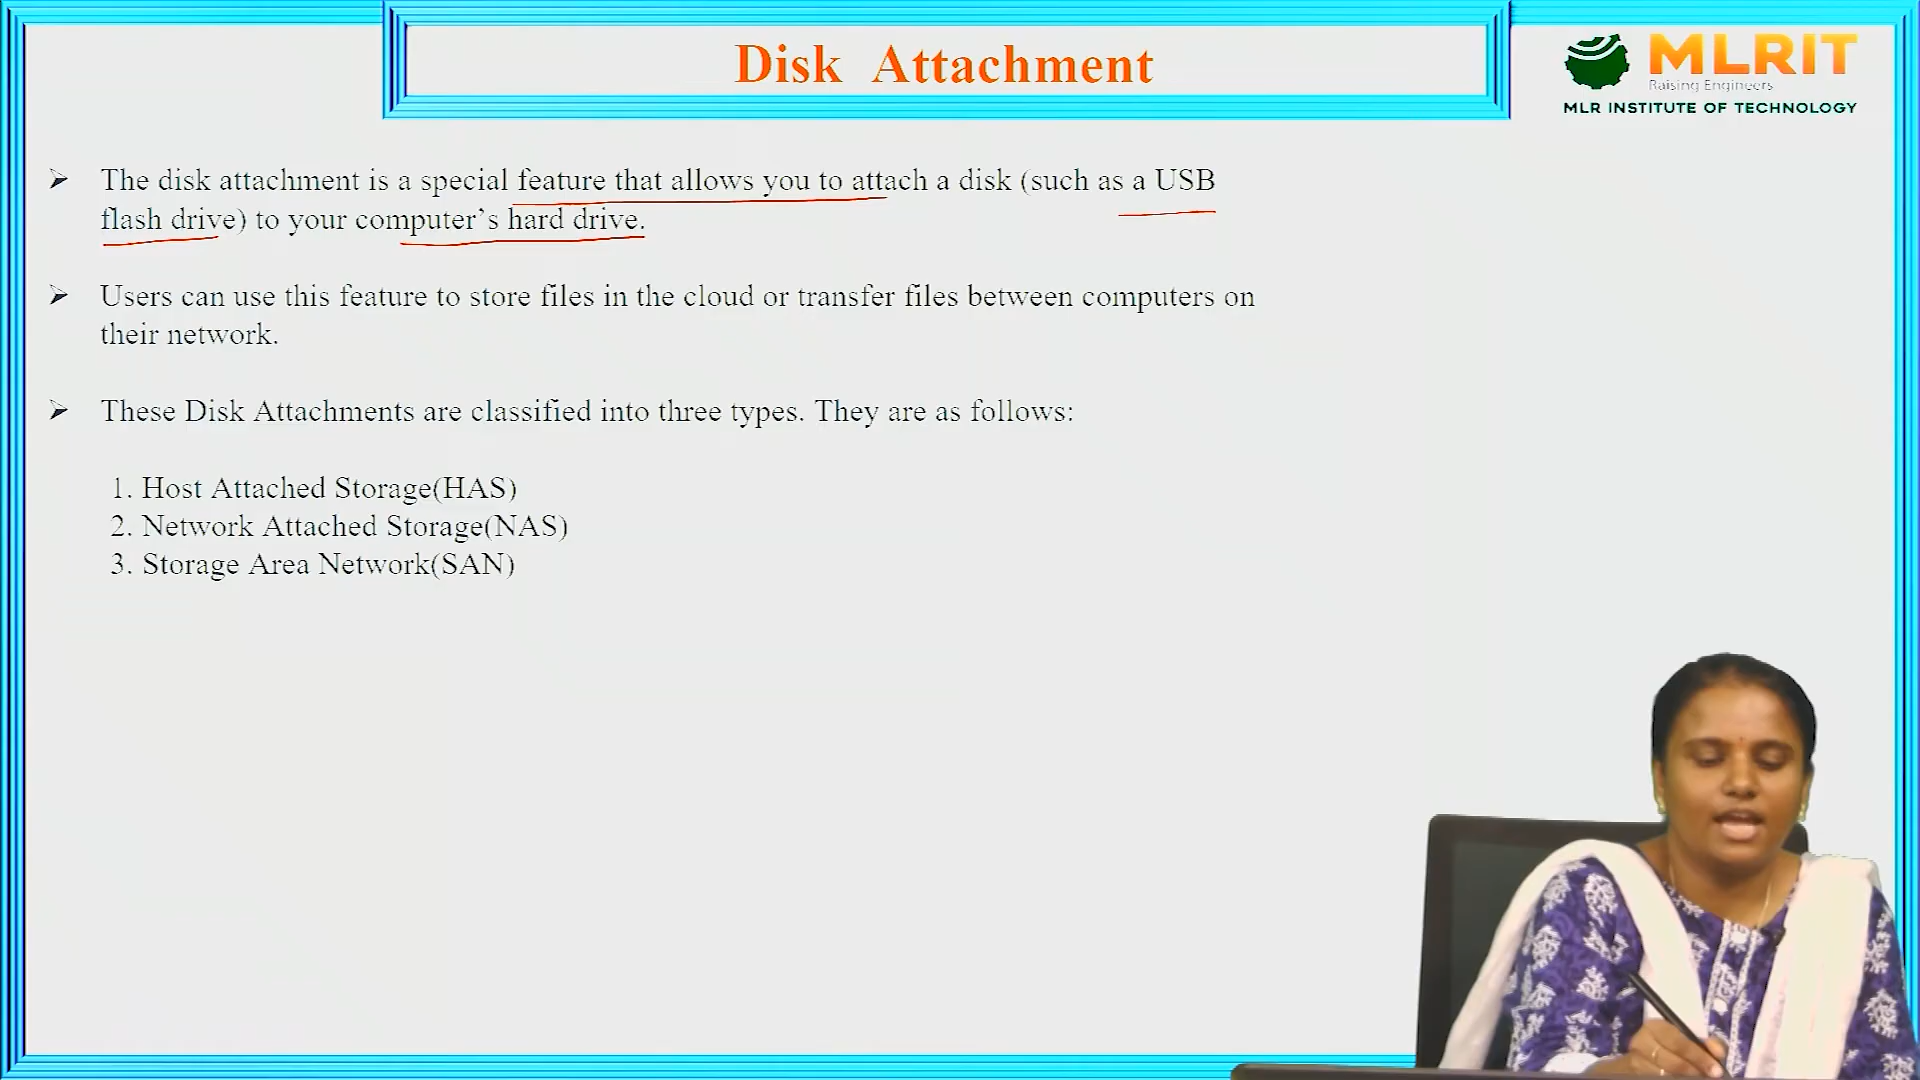 Disk Attachment
MLRIT
Raising Engineers
MLR INSTITUTE OF TECHNOLOGY
➢ The disk attachment is a special feature that allows you to attach a disk (such as a USB
flash drive) to your computer’s hard drive.
➢ Users can use this feature to store files in the cloud or transfer files between computers on
their network.
➢ These Disk Attachments are classified into three types. They are as follows:
1. Host Attached Storage(HAS)
2. Network Attached Storage(NAS)
3. Storage Area Network(SAN)